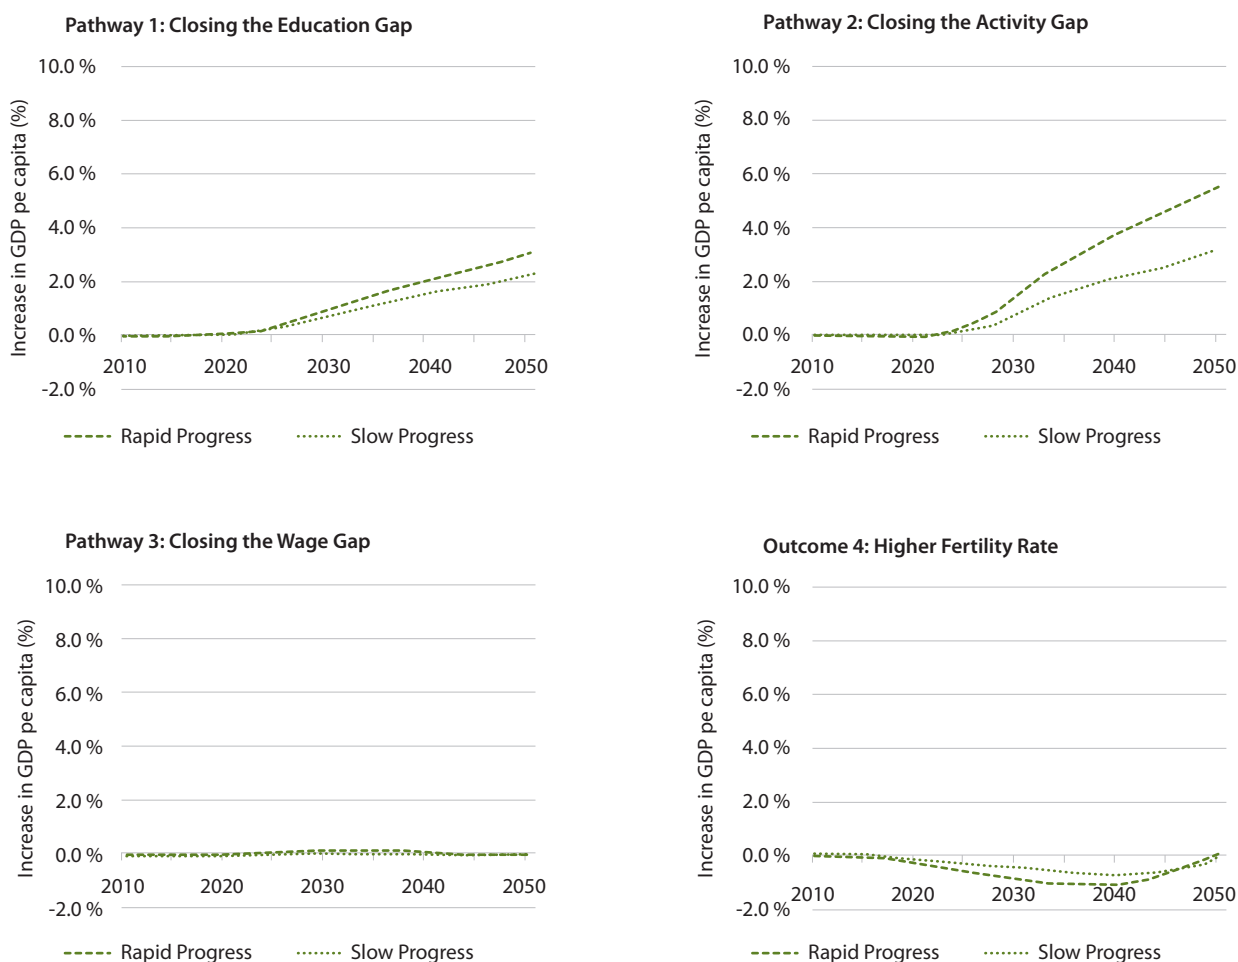 Pathway 1: Closing the Education Gap
Increase in GDP pe capita (%)
10.0 %
8.0 %
6.0 %
4.0 %
2.0 %
0.0 %
-2.0 %
2010 2020 2030 2040 2050
Rapid Progress Slow Progress
Pathway 2: Closing the Activity Gap
Increase in GDP pe capita (%)
10.0 %
8.0 %
6.0 %
4.0 %
2.0 %
0.0 %
-2.0 %
2010 2020 2030 2040 2050
Rapid Progress Slow Progress
Pathway 3: Closing the Wage Gap
Increase in GDP pe capita (%)
10.0 %
8.0 %
6.0 %
4.0 %
2.0 %
0.0 %
-2.0 %
2010 2020 2030 2040 2050
Rapid Progress Slow Progress
Outcome 4: Higher Fertility Rate
Increase in GDP pe capita (%)
10.0 %
8.0 %
6.0 %
4.0 %
2.0 %
0.0 %
-2.0 %
2010 2020 2030 2040 2050
Rapid Progress Slow Progress